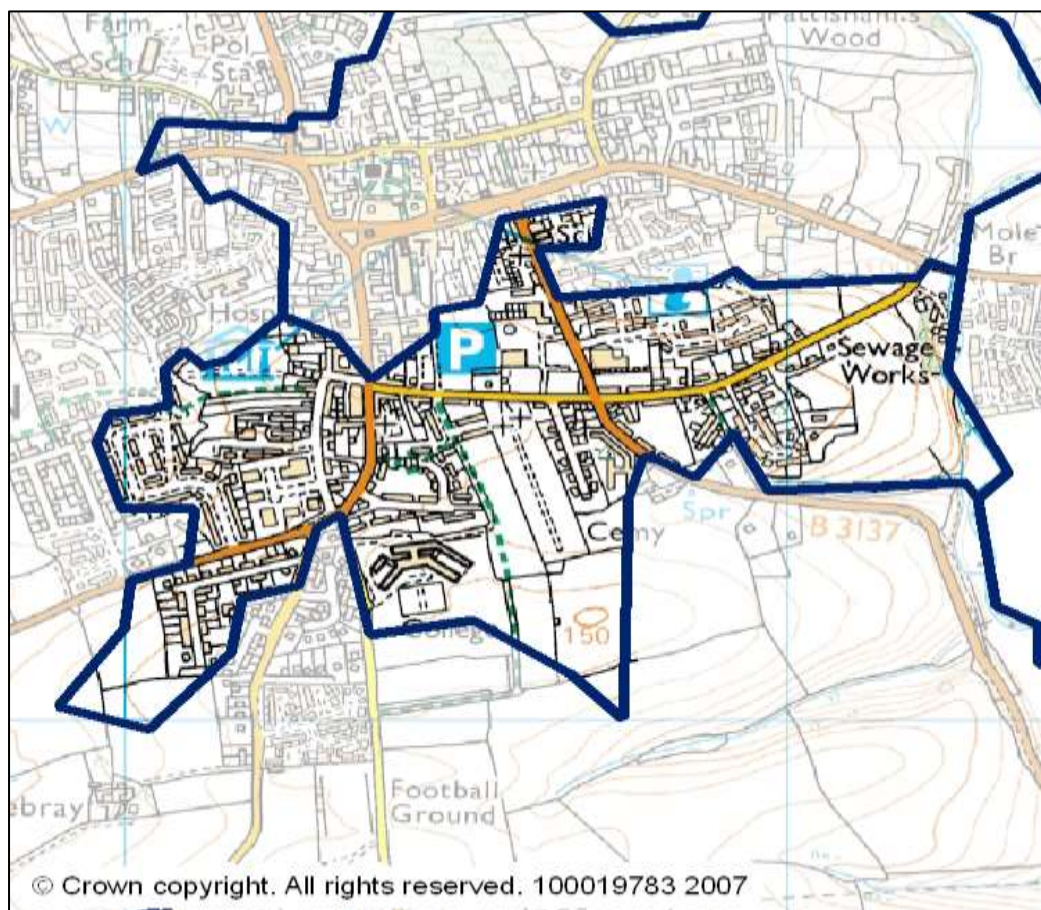 Farm
Sch
Pol
Sta
Wood
W
Mole
Br
Hosp
P
i
Sewage
Works
Spr
B 3137
Cemy
150
Football
Ground
ebray
© Crown copyright. All rights reserved. 100019783 2007